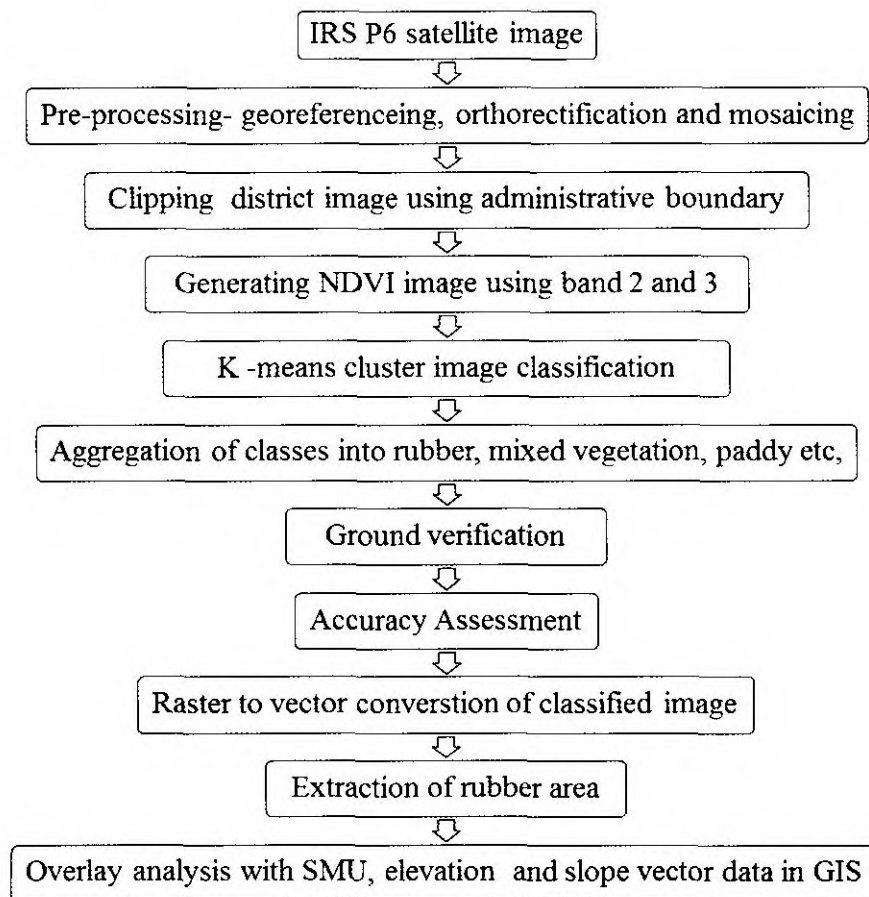 IRS P6 satellite image
Pre-processing- georeferenceing, orthorectification and mosaicing
Clipping district image using administrative boundary
Generating NDVI image using band 2 and 3
K -means cluster image classification
Aggregation of classes into rubber, mixed vegetation, paddy etc,
Ground verification
Accuracy Assessment
Raster to vector converstion of classified image
Extraction of rubber area
Overlay analysis with SMU, elevation and slope vector data in GIS